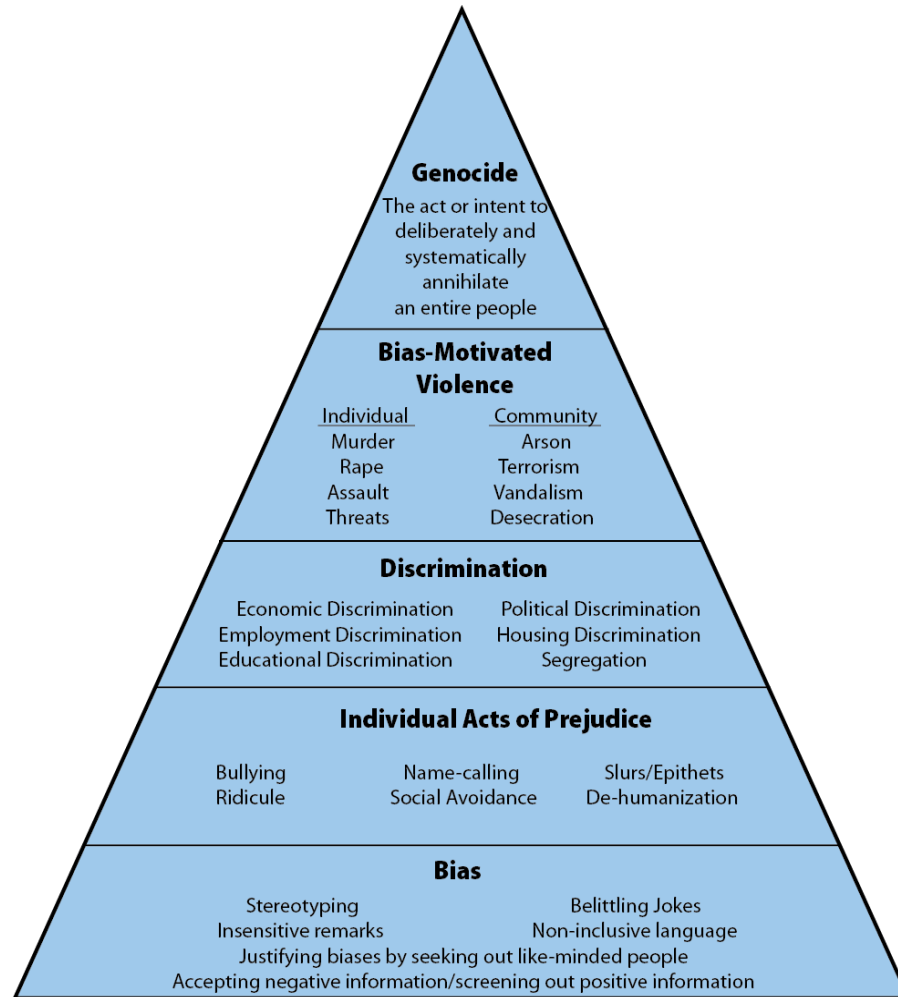 Genocide
The act or intent to
deliberately and
systematically
annihilate
an entire people
Bias-Motivated
Violence
Individual Community
Murder Arson
Rape Terrorism
Assault Vandalism
Threats Desecration
Discrimination
Economic Discrimination Political Discrimination
Employment Discrimination Housing Discrimination
Educational Discrimination Segregation
Individual Acts of Prejudice
Bullying Name-calling Slurs/Epithets
Ridicule Social Avoidance De-humanization
Bias
Stereotyping Belittling Jokes
Insensitive remarks Non-inclusive language
Justifying biases by seeking out like-minded people
Accepting negative information/screening out positive information